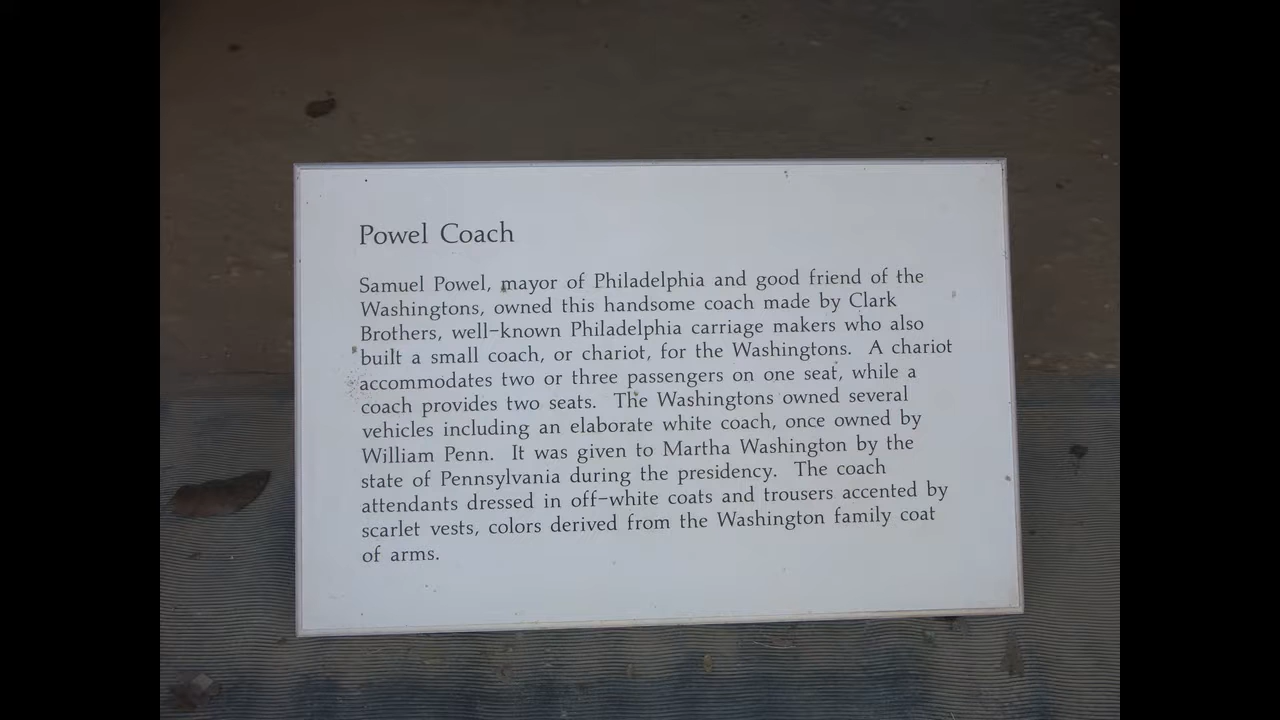 Powel Coach
Samuel Powel, mayor of Philadelphia and good friend of the
Washingtons, owned this handsome coach made by Clark
Brothers, well-known Philadelphia carriage makers who also
built a small coach, or chariot, for the Washingtons. A chariot
accommodates two or three passengers on one seat, while a
coach provides two seats. The Washingtons owned several
vehicles including an elaborate white coach, once owned by
William Penn. It was given to Martha Washington by the
state of Pennsylvania during the presidency. The coach
attendants dressed in off-white coats and trousers accented by
scarlet vests, colors derived from the Washington family coat
of arms.